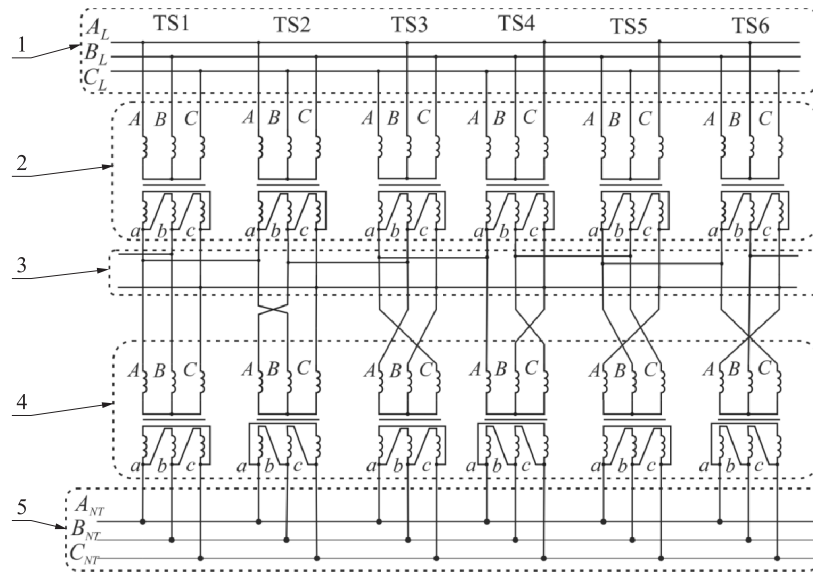 TS1 TS2 TS3 TS4 TS5 TS6
1
A_L
B_L
C_L
A B C A B C A B C A B C A B C A B C
2
a b c a b c a b c a b c a b c a b c
3
A B C A B C A B C A B C A B C A B C
4
a b c a b c a b c a b c a b c a b c
5
A_NT
B_NT
C_NT